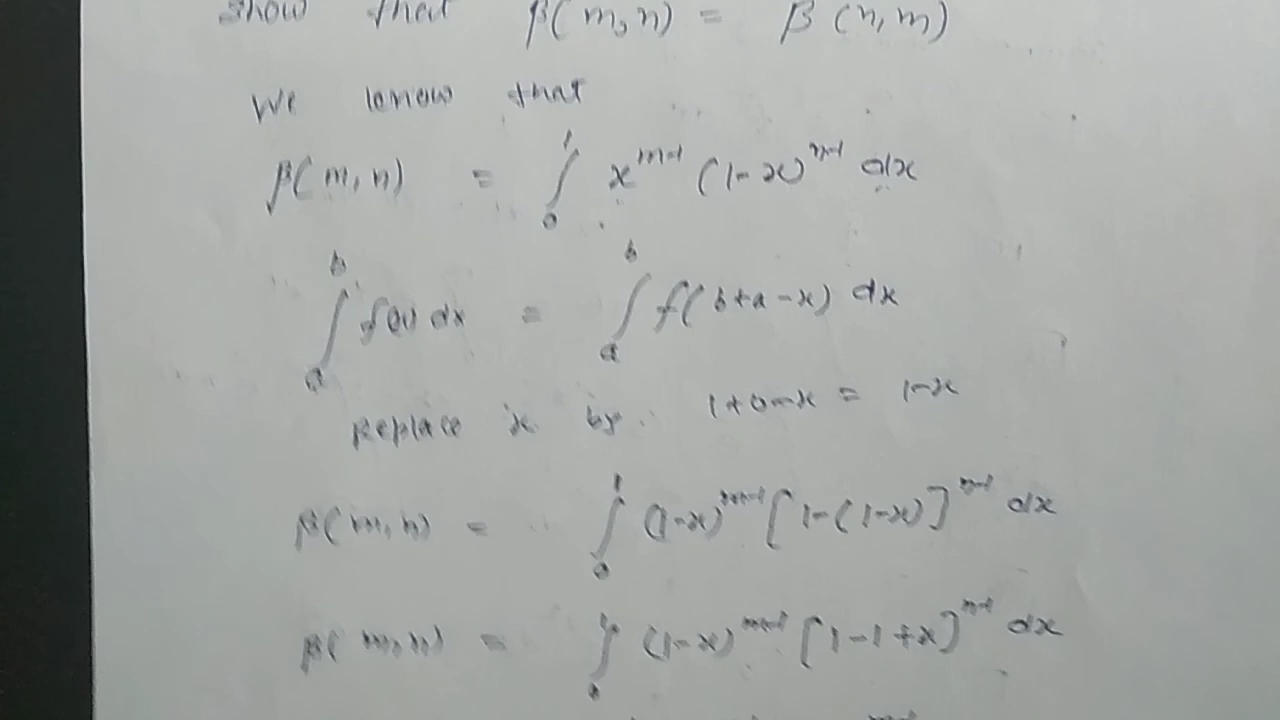 show that β(m,n) = β(n,m)
We know that
β(m,n) = ∫₀¹ x^{m-1} (1-x)^{n-1} dx
∫ₐᵇ f(x) dx = ∫ₐᵇ f(b+a-x) dx
Replace x by 1+0-x = 1-x
β(m,n) = ∫₀¹ (1-x)^{m-1} [1-(1-x)]^{n-1} dx
β(m,n) = ∫₀¹ (1-x)^{m-1} [1-1+x]^{n-1} dx